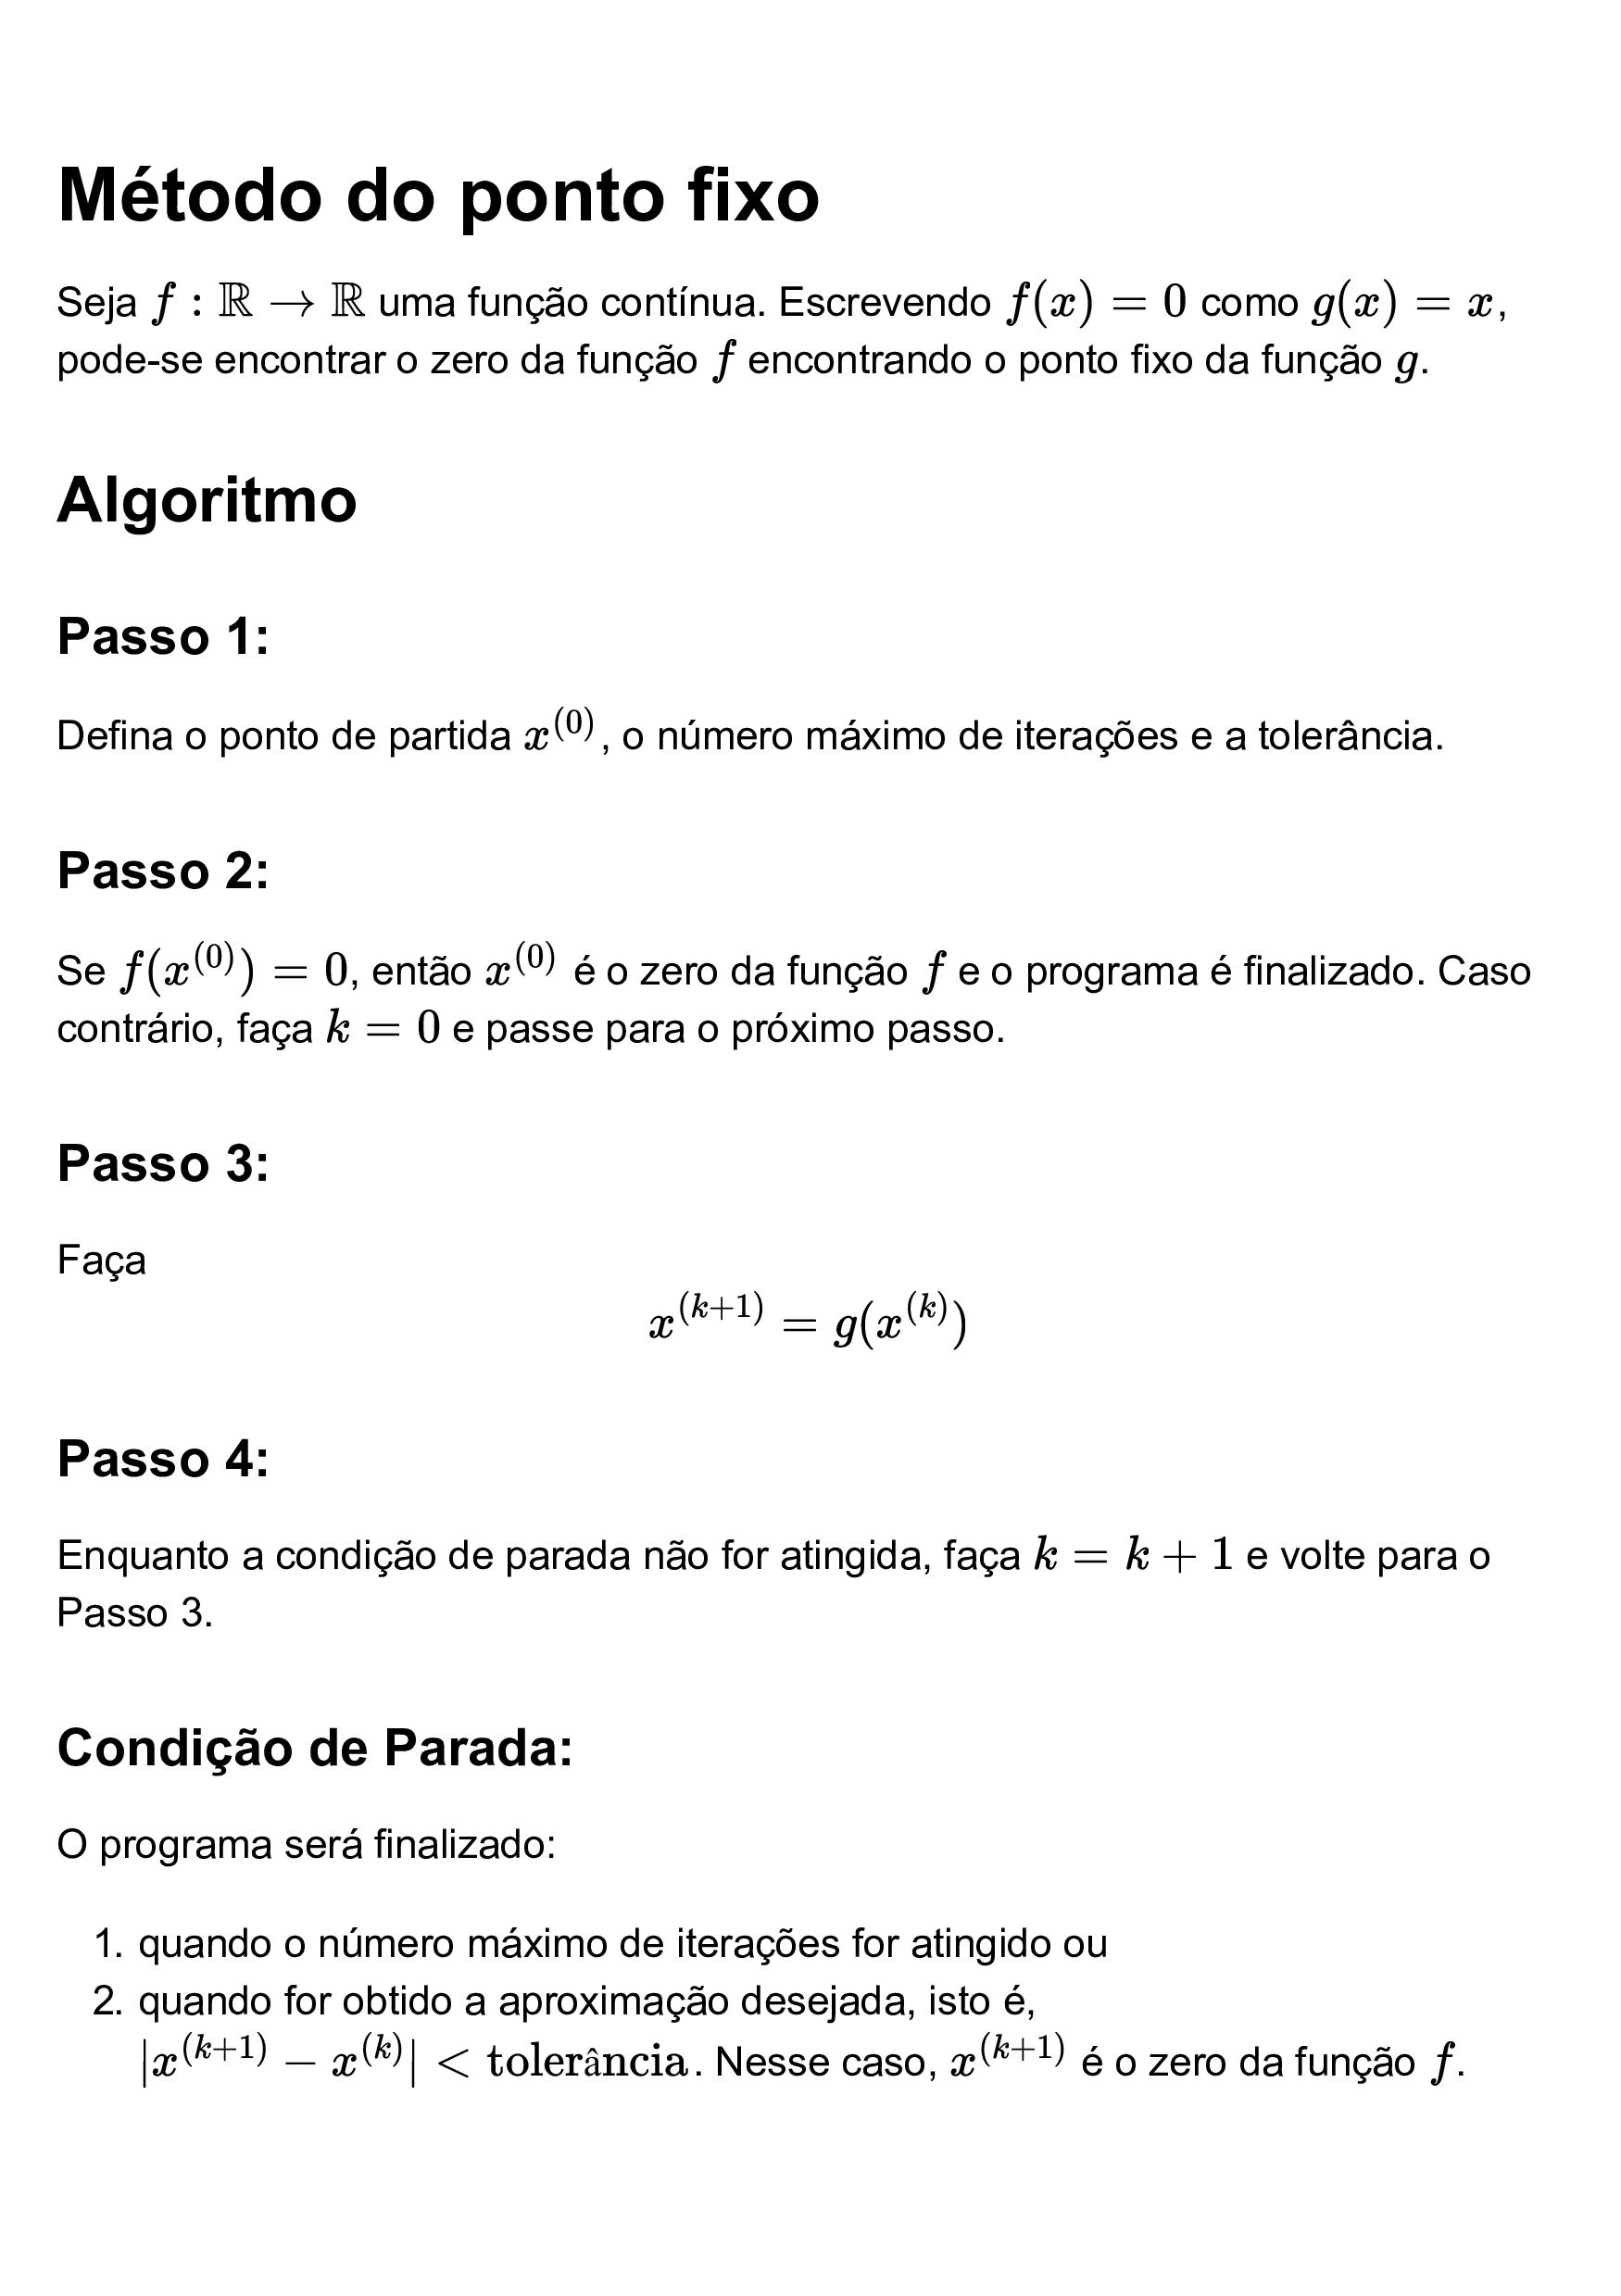 Método do ponto fixo
Seja f : ℝ → ℝ uma função contínua. Escrevendo f(x) = 0 como g(x) = x,
pode-se encontrar o zero da função f encontrando o ponto fixo da função g.
Algoritmo
Passo 1:
Defina o ponto de partida x^(0), o número máximo de iterações e a tolerância.
Passo 2:
Se f(x^(0)) = 0, então x^(0) é o zero da função f e o programa é finalizado. Caso
contrário, faça k = 0 e passe para o próximo passo.
Passo 3:
Faça
x^(k+1) = g(x^(k))
Passo 4:
Enquanto a condição de parada não for atingida, faça k = k + 1 e volte para o
Passo 3.
Condição de Parada:
O programa será finalizado:
1. quando o número máximo de iterações for atingido ou
2. quando for obtido a aproximação desejada, isto é,
|x^(k+1) − x^(k)| < tolerância. Nesse caso, x^(k+1) é o zero da função f.